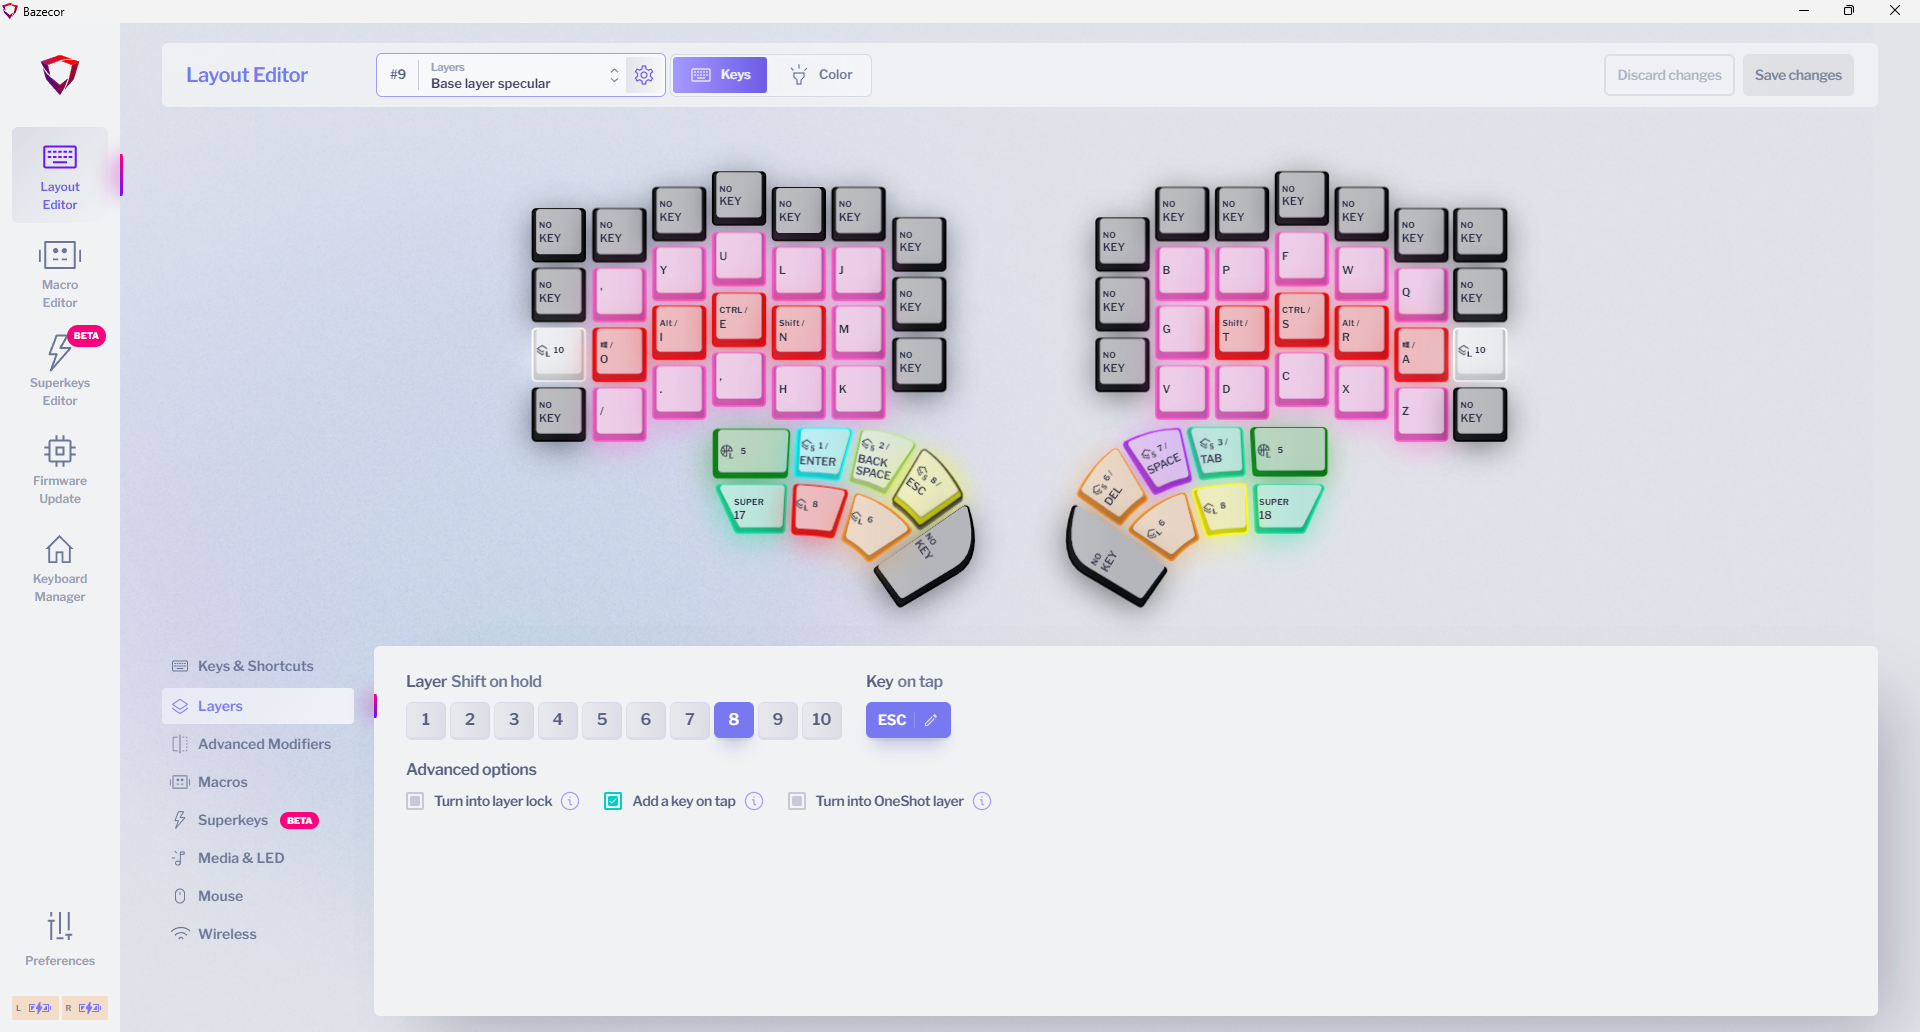 Bazecor
Layout Editor
#9
Layers
Base layer specular
Keys
Color
Discard changes
Save changes
Layout
Editor
Macro
Editor
BETA
Superkeys
Editor
Firmware
Update
Keyboard
Manager
Preferences
L
R
NO KEY
NO KEY
NO KEY
NO KEY
NO KEY
NO KEY
NO KEY
NO KEY
'
Y
U
L
J
NO KEY
L 10
/ O
Alt / I
CTRL / E
Shift / N
M
NO KEY
NO KEY
/
.
,
H
K
L 5
S 1 / ENTER
S 2 / BACK SPACE
S 8 / ESC
SUPER 17
L 8
L 6
NO KEY
NO KEY
NO KEY
NO KEY
NO KEY
NO KEY
NO KEY
NO KEY
NO KEY
B
P
F
W
Q
NO KEY
NO KEY
G
Shift / T
CTRL / S
Alt / R
/ A
L 10
V
D
C
X
Z
NO KEY
S 6 / DEL
S 7 / SPACE
S 3 / TAB
L 5
NO KEY
L 6
L 8
SUPER 18
Keys & Shortcuts
Layers
Advanced Modifiers
Macros
Superkeys BETA
Media & LED
Mouse
Wireless
Layer Shift on hold
1 2 3 4 5 6 7 8 9 10
Key on tap
ESC
Advanced options
Turn into layer lock i
Add a key on tap i
Turn into OneShot layer i